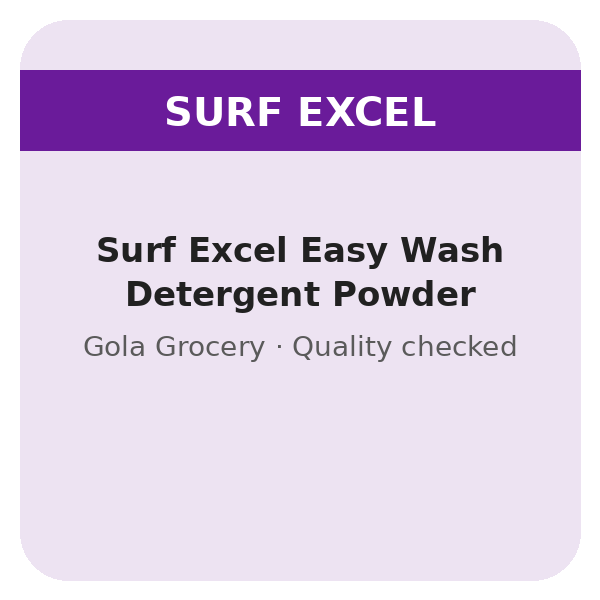 SURF EXCEL
Surf Excel Easy Wash
Detergent Powder
Gola Grocery · Quality checked